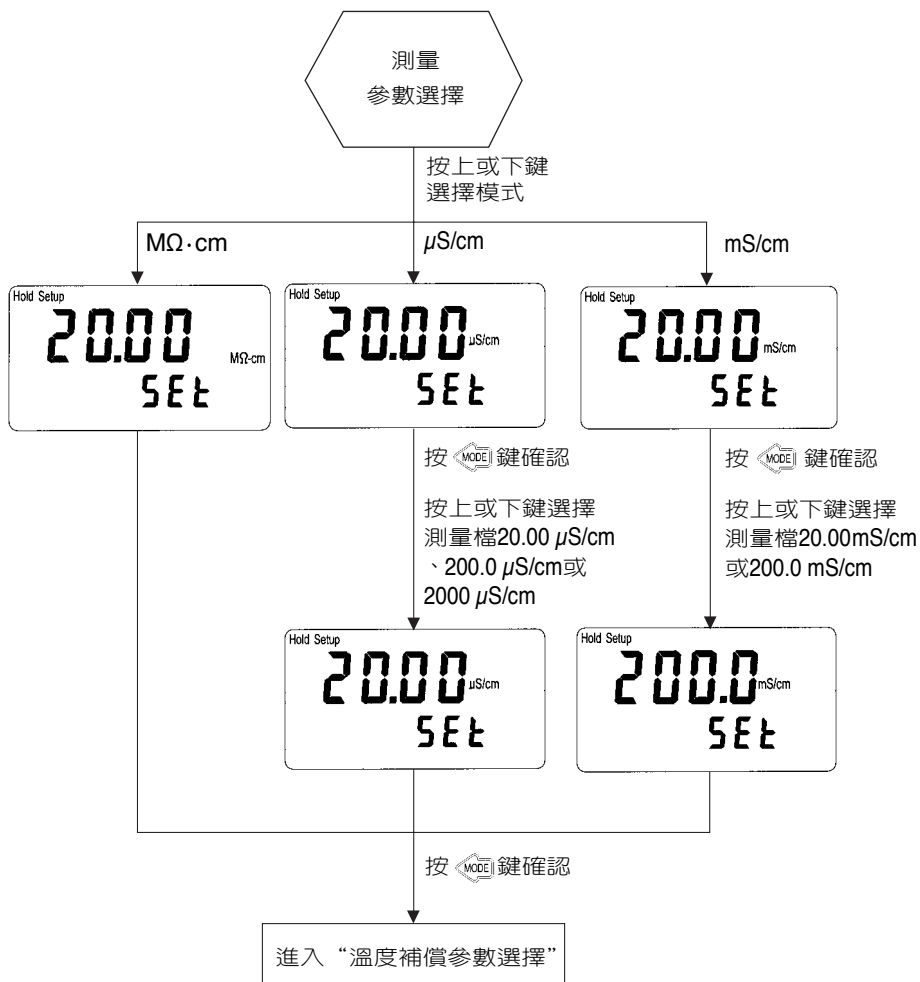 測量
參數選擇
按上或下鍵
選擇模式
MΩ·cm
µS/cm
mS/cm
Hold Setup
20.00 MΩ-cm
SEt
Hold Setup
20.00 µS/cm
SEt
Hold Setup
20.00 mS/cm
SEt
按 MODE 鍵確認
按 MODE 鍵確認
按上或下鍵選擇
測量檔20.00 µS/cm
、200.0 µS/cm或
2000 µS/cm
按上或下鍵選擇
測量檔20.00mS/cm
或200.0 mS/cm
Hold Setup
20.00 µS/cm
SEt
Hold Setup
200.0 mS/cm
SEt
按 MODE 鍵確認
進入“溫度補償參數選擇”